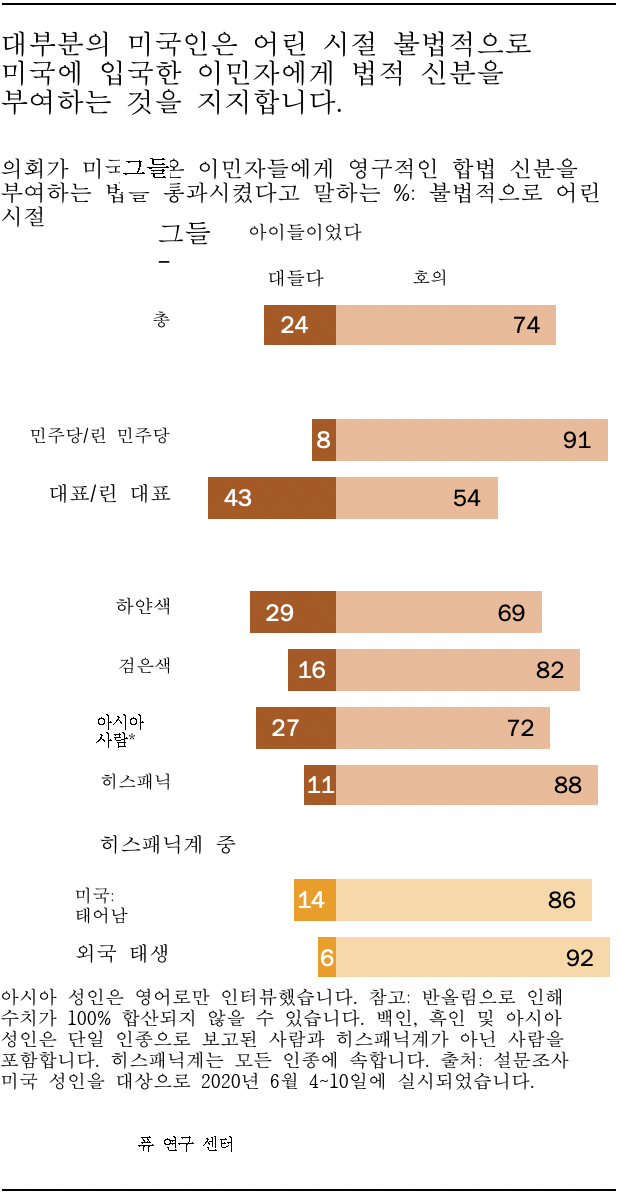 대부분의 미국인은 어린 시절 불법적으로
미국에 입국한 이민자에게 법적 신분을
부여하는 것을 지지합니다.
의회가 그들 이민자들에게 영구적인 합법 신분을
부여하는 통과시켰다고 말하는 %: 불법적으로 어린
시절
그들 아이들이었다
–
대들다 호의
총 24 74
민주당/린 민주당 8 91
대표/린 대표 43 54
하얀색 29 69
검은색 16 82
아시아
사람* 27 72
히스패닉 11 88
히스패닉계 중
미국:
태어남 14 86
외국 태생 6 92
아시아 성인은 영어로만 인터뷰했습니다. 참고: 반올림으로 인해
수치가 100% 합산되지 않을 수 있습니다. 백인, 흑인 및 아시아
성인은 단일 인종으로 보고된 사람과 히스패닉계가 아닌 사람을
포함합니다. 히스패닉계는 모든 인종에 속합니다. 출처: 설문조사
미국 성인을 대상으로 2020년 6월 4~10일에 실시되었습니다.
퓨 연구 센터